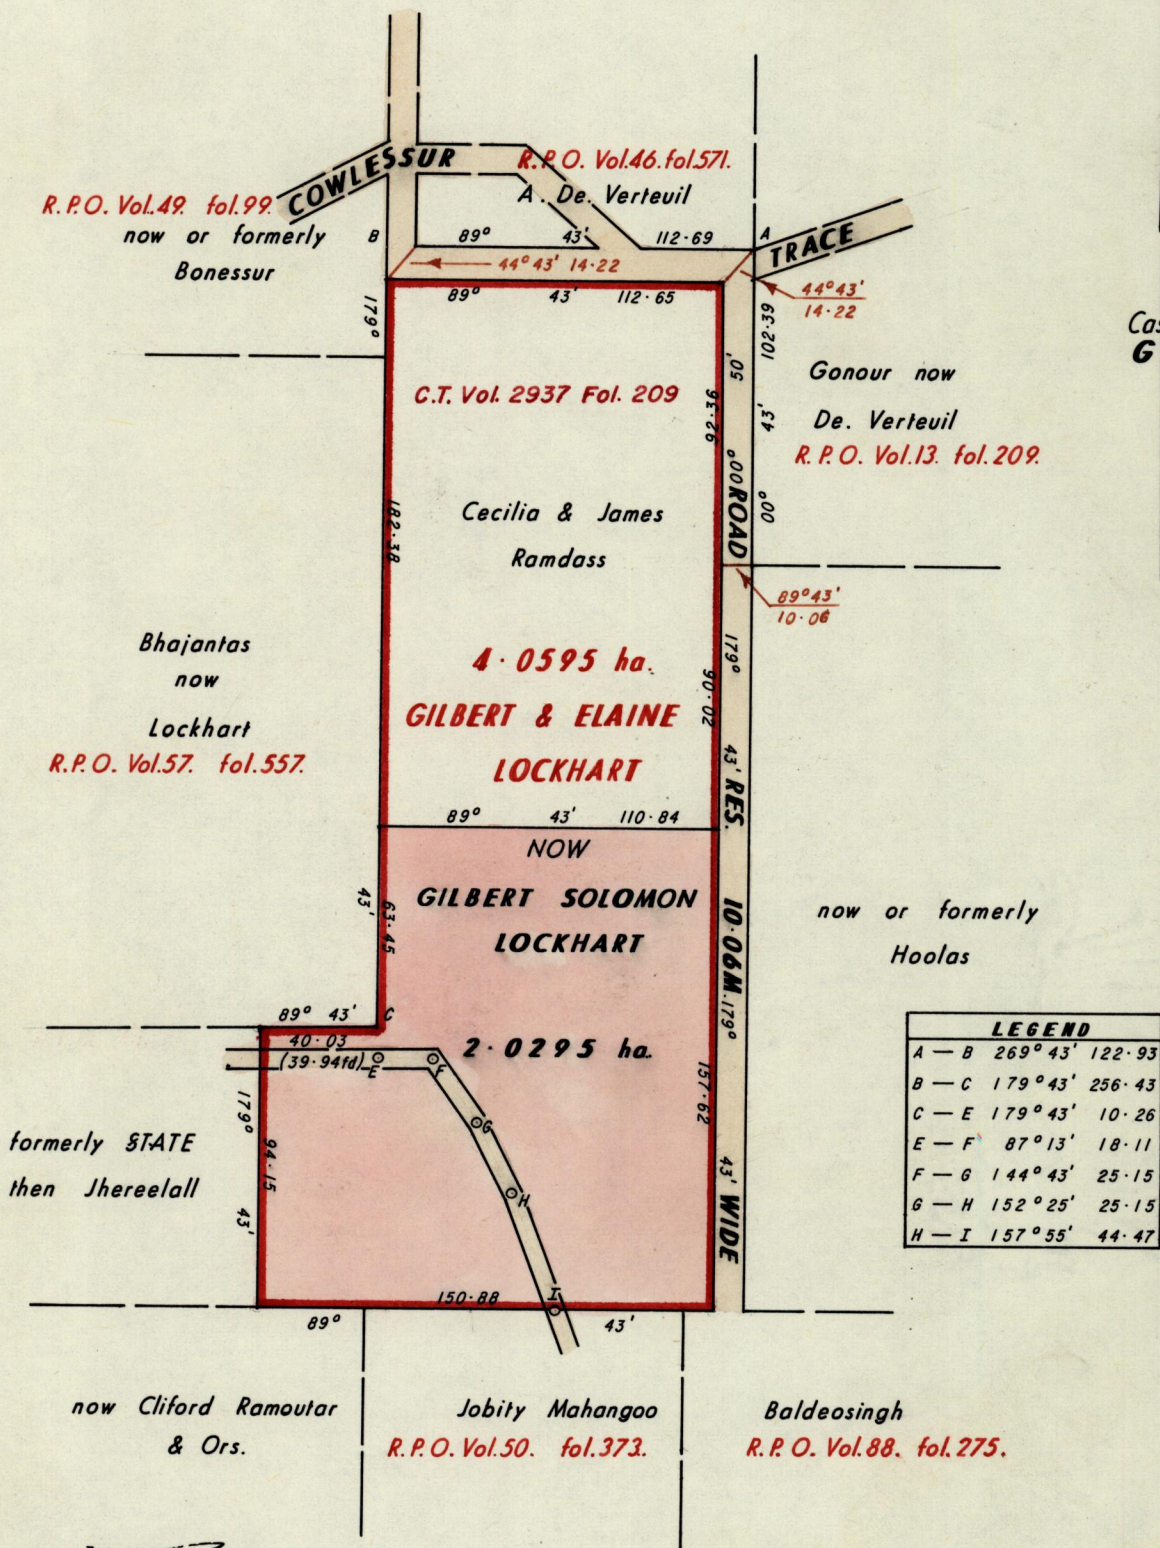 COWLESSUR
R.P.O. Vol.46.fol.571.
A. De. Verteuil
R.P.O. Vol.49. fol.99.
now or formerly
Bonessur
B
89° 43' 112·69
A
TRACE
44°43' 14·22
89° 43' 112·65
44°43'
14·22
179°
102·39
43'
00°
50'
00°
92·36
ROAD
C.T. Vol. 2937 Fol. 209
Gonour now
De. Verteuil
R.P.O. Vol.13. fol.209.
Cas
G
182·38
Cecilia & James
Ramdass
89°43'
10·06
Bhajantas
now
Lockhart
R.P.O. Vol.57. fol.557.
4·0595 ha.
GILBERT & ELAINE
LOCKHART
179°
90·02
43'
RES.
89° 43' 110·84
NOW
GILBERT SOLOMON
LOCKHART
2·0295 ha.
43'
63·45
10·06M.
179°
now or formerly
Hoolas
89° 43' C
40·03
(39·94fd)
E
F
G
H
I
157·62
43'
WIDE
179°
94·15
43'
formerly STATE
then Jhereelall
LEGEND
A — B 269° 43' 122·93
B — C 179° 43' 256·43
C — E 179° 43' 10·26
E — F 87° 13' 18·11
F — G 144° 43' 25·15
G — H 152° 25' 25·15
H — I 157° 55' 44·47
150·88
89° 43'
now Cliford Ramoutar
& Ors.
Jobity Mahangoo
R.P.O. Vol.50. fol.373.
Baldeosingh
R.P.O. Vol.88. fol.275.